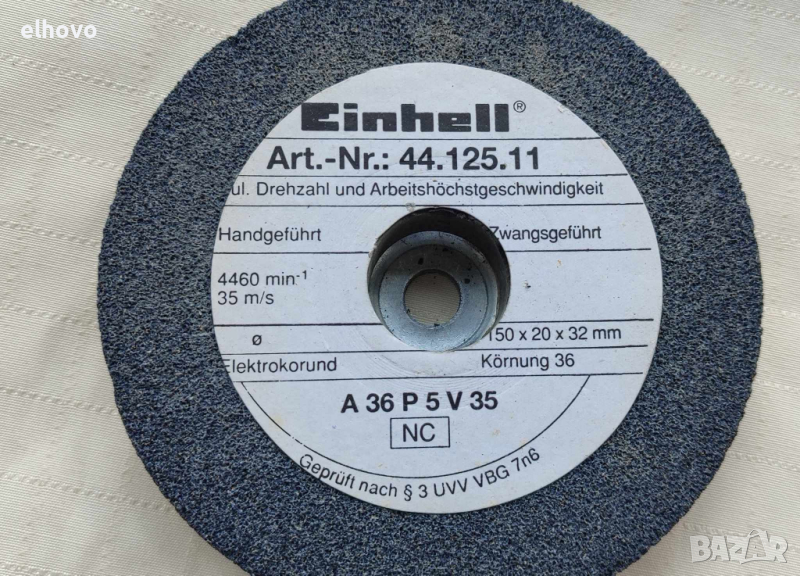 elhovo
Einhell®
Art.-Nr.: 44.125.11
ul. Drehzahl und Arbeitshöchstgeschwindigkeit
Handgeführt Zwangsgeführt
4460 min⁻¹
35 m/s
ø 150 x 20 x 32 mm
Elektrokorund Körnung 36
A 36 P 5 V 35
NC
Geprüft nach § 3 UVV VBG 7n6
BAZAR